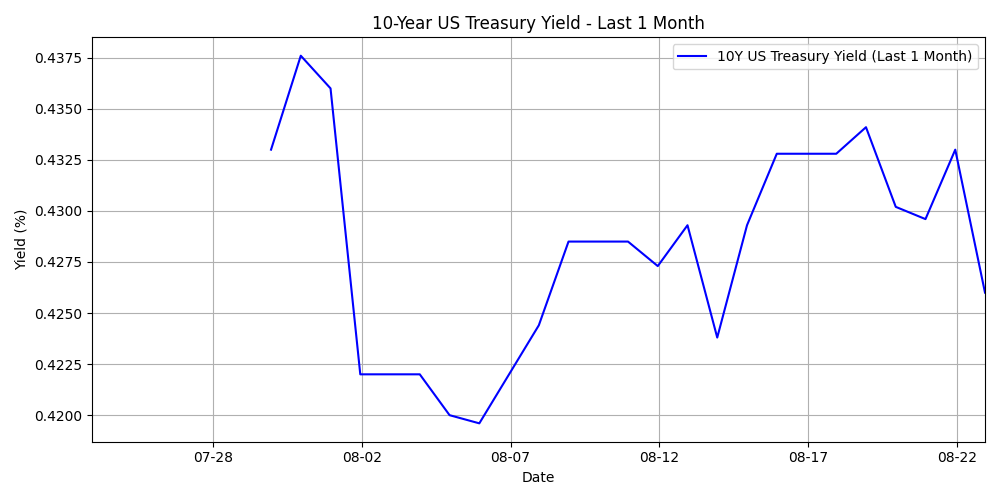 10-Year US Treasury Yield - Last 1 Month
10Y US Treasury Yield (Last 1 Month)
Yield (%)
0.4375
0.4350
0.4325
0.4300
0.4275
0.4250
0.4225
0.4200
07-28 08-02 08-07 08-12 08-17 08-22
Date